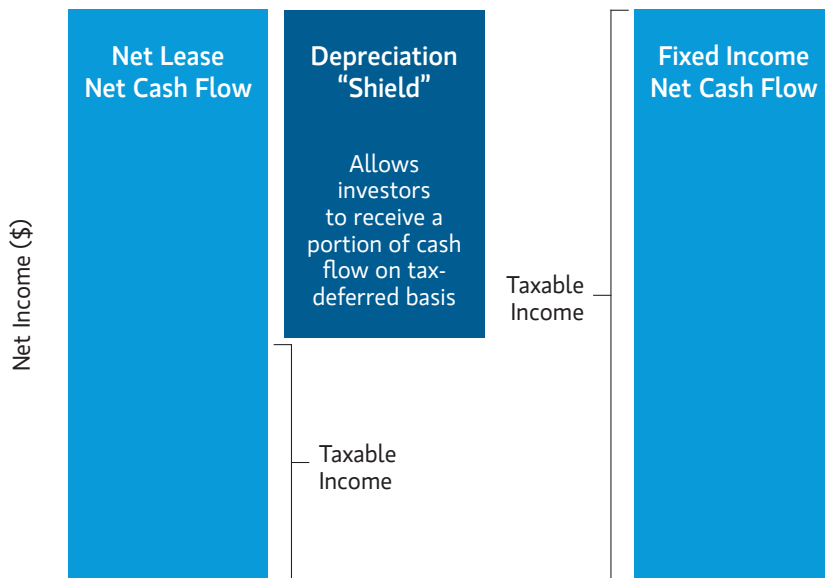 Net Lease
Net Cash Flow
Depreciation
“Shield”
Allows
investors
to receive a
portion of cash
flow on tax-
deferred basis
Fixed Income
Net Cash Flow
Net Income ($)
Taxable
Income
Taxable
Income